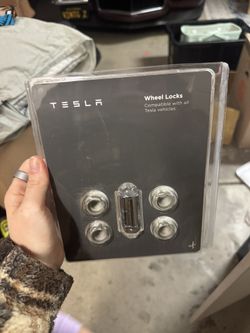 TESLA
Wheel Locks
Compatible with all
Tesla vehicles.